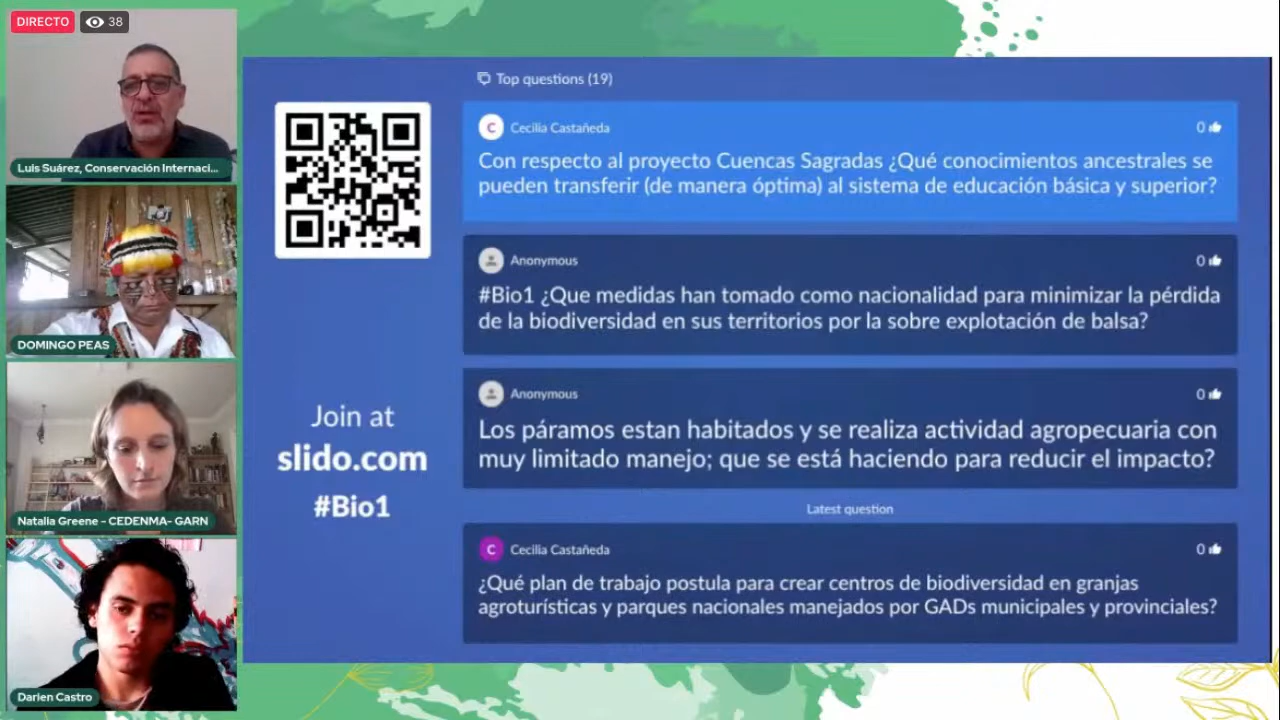 DIRECTO 38
Luis Suárez, Conservación Internaci...
DOMINGO PEAS
Natalia Greene - CEDENMA- GARN
Darien Castro
Join at
slido.com
#Bio1
Top questions (19)
C Cecilia Castañeda 0
Con respecto al proyecto Cuencas Sagradas ¿Qué conocimientos ancestrales se
pueden transferir (de manera óptima) al sistema de educación básica y superior?
Anonymous 0
#Bio1 ¿Que medidas han tomado como nacionalidad para minimizar la pérdida
de la biodiversidad en sus territorios por la sobre explotación de balsa?
Anonymous 0
Los páramos estan habitados y se realiza actividad agropecuaria con
muy limitado manejo; que se está haciendo para reducir el impacto?
Latest question
C Cecilia Castañeda 0
¿Qué plan de trabajo postula para crear centros de biodiversidad en granjas
agroturísticas y parques nacionales manejados por GADs municipales y provinciales?